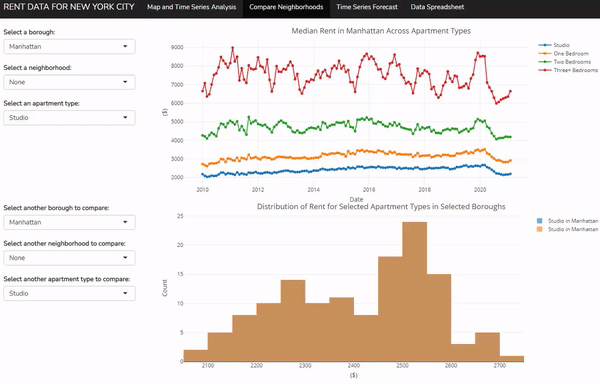 RENT DATA FOR NEW YORK CITY
Map and Time Series Analysis
Compare Neighborhoods
Time Series Forecast
Data Spreadsheet
Select a borough:
Manhattan
Select a neighborhood:
None
Select an apartment type:
Studio
Median Rent in Manhattan Across Apartment Types
Studio
One Bedroom
Two Bedrooms
Three+ Bedrooms
9000
8000
7000
6000
5000
4000
3000
2000
($)
2010
2012
2014
2016
2018
2020
Date
Select another borough to compare:
Manhattan
Select another neighborhood to compare:
None
Select another apartment type to compare:
Studio
Distribution of Rent for Selected Apartment Types in Selected Boroughs
Studio in Manhattan
Studio in Manhattan
25
20
15
10
5
0
Count
2100
2200
2300
2400
2500
2600
2700
($)